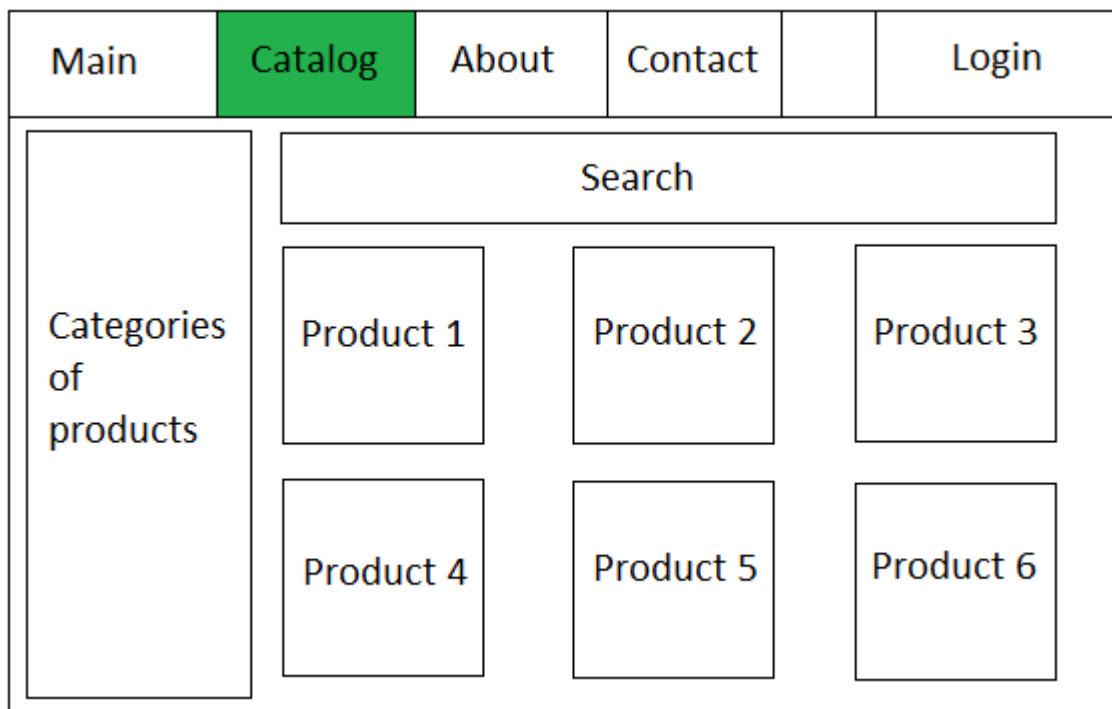 Main Catalog About Contact Login
Search
Categories
of
products
Product 1 Product 2 Product 3
Product 4 Product 5 Product 6